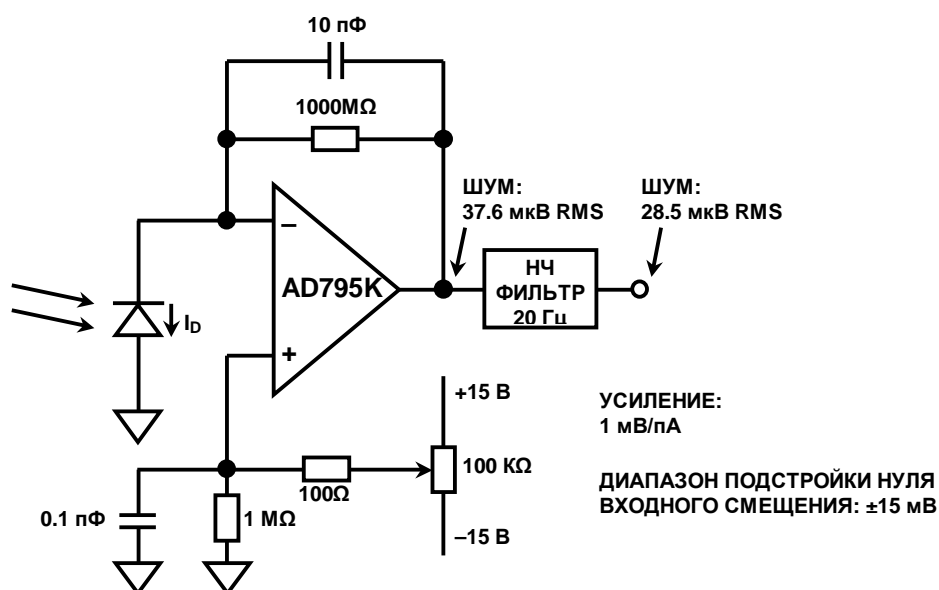 10 пФ
1000MΩ
ШУМ:
37.6 мкВ RMS
ШУМ:
28.5 мкВ RMS
–
AD795K
НЧ
ФИЛЬТР
20 Гц
I_D
+
+15 В
УСИЛЕНИЕ:
1 мВ/пА
100 KΩ
100Ω
ДИАПАЗОН ПОДСТРОЙКИ НУЛЯ
ВХОДНОГО СМЕЩЕНИЯ: ±15 мВ
0.1 пФ
1 MΩ
–15 В